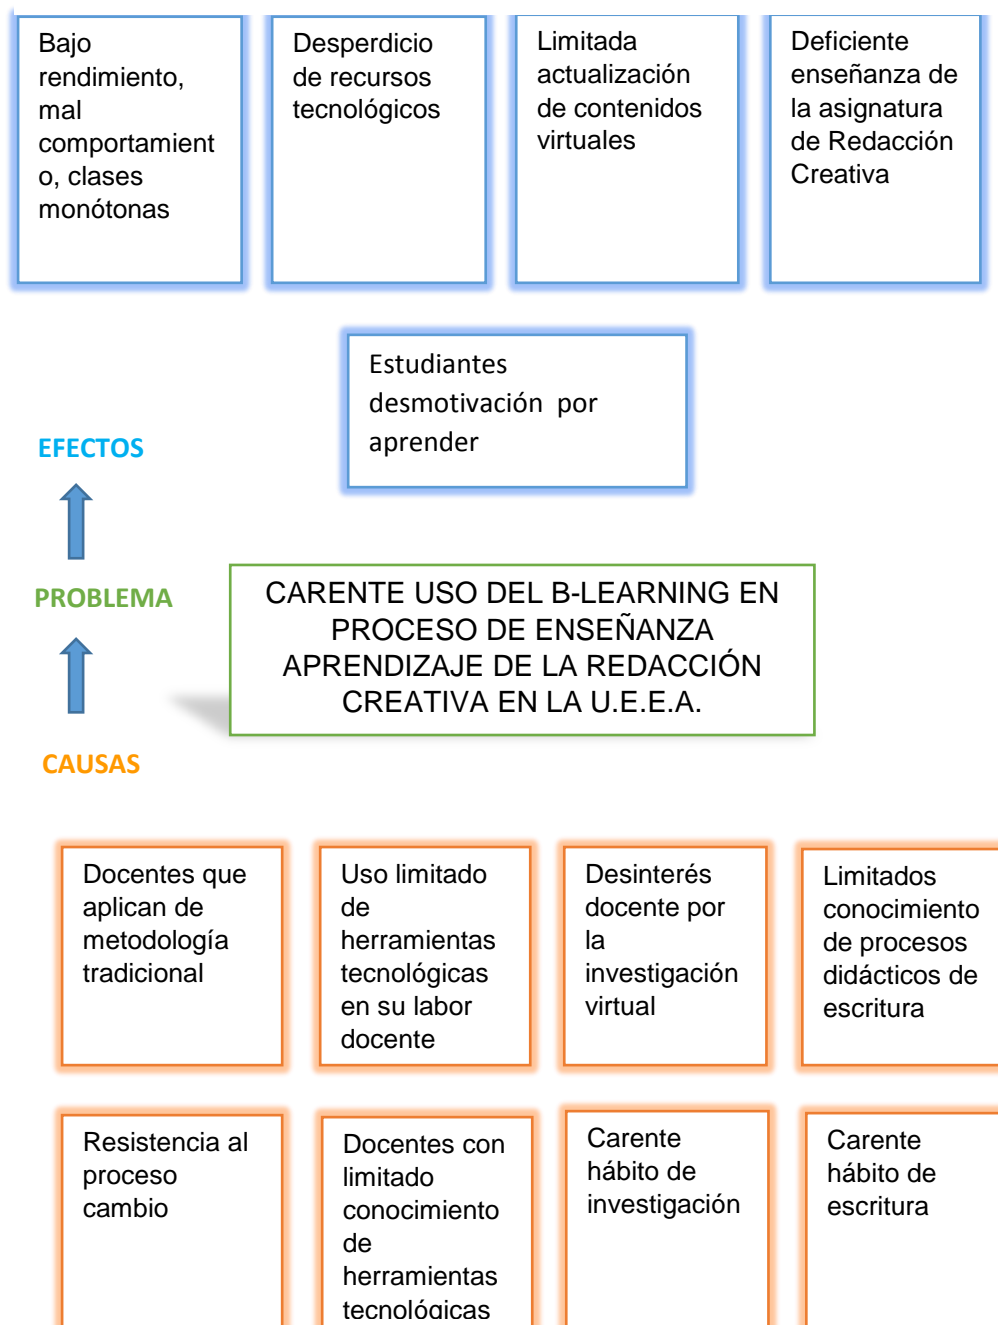 Bajo
rendimiento,
mal
comportamient
o, clases
monótonas
Desperdicio
de recursos
tecnológicos
Limitada
actualización
de contenidos
virtuales
Deficiente
enseñanza de
la asignatura
de Redacción
Creativa
Estudiantes
desmotivación por
aprender
EFECTOS
PROBLEMA
CARENTE USO DEL B-LEARNING EN
PROCESO DE ENSEÑANZA
APRENDIZAJE DE LA REDACCIÓN
CREATIVA EN LA U.E.E.A.
CAUSAS
Docentes que
aplican de
metodología
tradicional
Uso limitado
de
herramientas
tecnológicas
en su labor
docente
Desinterés
docente por
la
investigación
virtual
Limitados
conocimiento
de procesos
didácticos de
escritura
Resistencia al
proceso
cambio
Docentes con
limitado
conocimiento
de
herramientas
tecnológicas
Carente
hábito de
investigación
Carente
hábito de
escritura